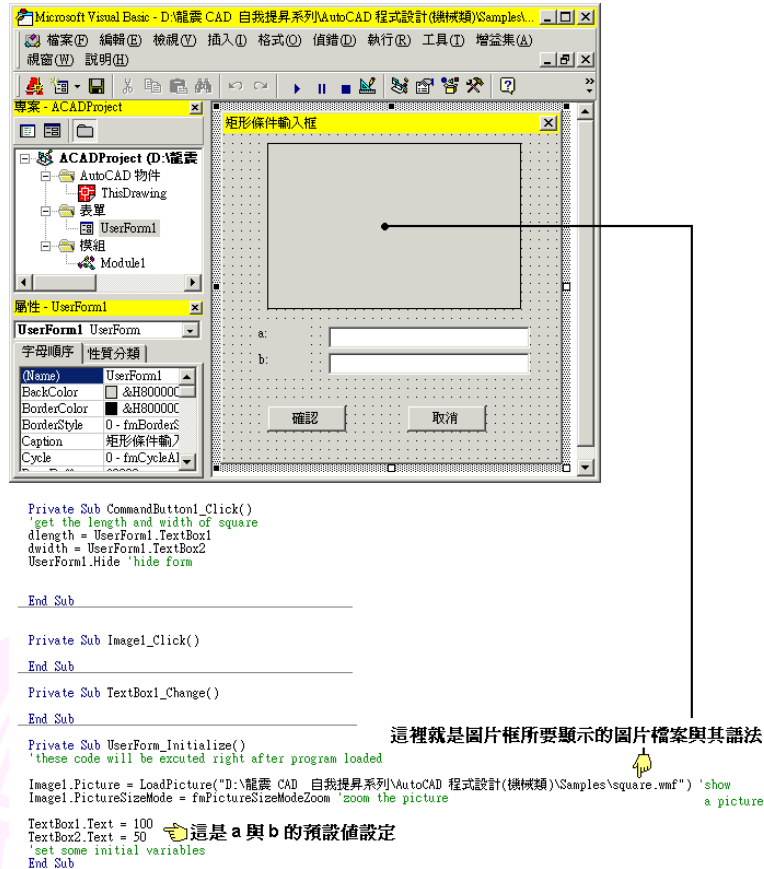 Microsoft Visual Basic - D:\龍震 CAD 自我提昇系列\AutoCAD 程式設計(機械類)\Samples\...
檔案(F) 編輯(E) 檢視(V) 插入(I) 格式(O) 偵錯(D) 執行(R) 工具(T) 增益集(A)
視窗(W) 說明(H)
專案 - ACADProject
ACADProject (D:\龍震
AutoCAD 物件
ThisDrawing
表單
UserForm1
模組
Module1
屬性 - UserForm1
UserForm1 UserForm
字母順序 性質分類
(Name) UserForm1
BackColor &H800000
BorderColor &H800000
BorderStyle 0 - fmBorderS
Caption 矩形條件輸入
Cycle 0 - fmCycleAl
矩形條件輸入框
a:
b:
確認 取消
Private Sub CommandButton1_Click()
'get the length and width of square
dlength = UserForm1.TextBox1
dwidth = UserForm1.TextBox2
UserForm1.Hide 'hide form
End Sub
Private Sub Image1_Click()
End Sub
Private Sub TextBox1_Change()
End Sub
這裡就是圖片框所要顯示的圖片檔案與其語法
Private Sub UserForm_Initialize()
'these code will be excuted right after program loaded
Image1.Picture = LoadPicture("D:\龍震 CAD 自我提昇系列\AutoCAD 程式設計(機械類)\Samples\square.wmf") 'show
a picture
Image1.PictureSizeMode = fmPictureSizeModeZoom 'zoom the picture
TextBox1.Text = 100
TextBox2.Text = 50
這是 a 與 b 的預設值設定
'set some initial variables
End Sub